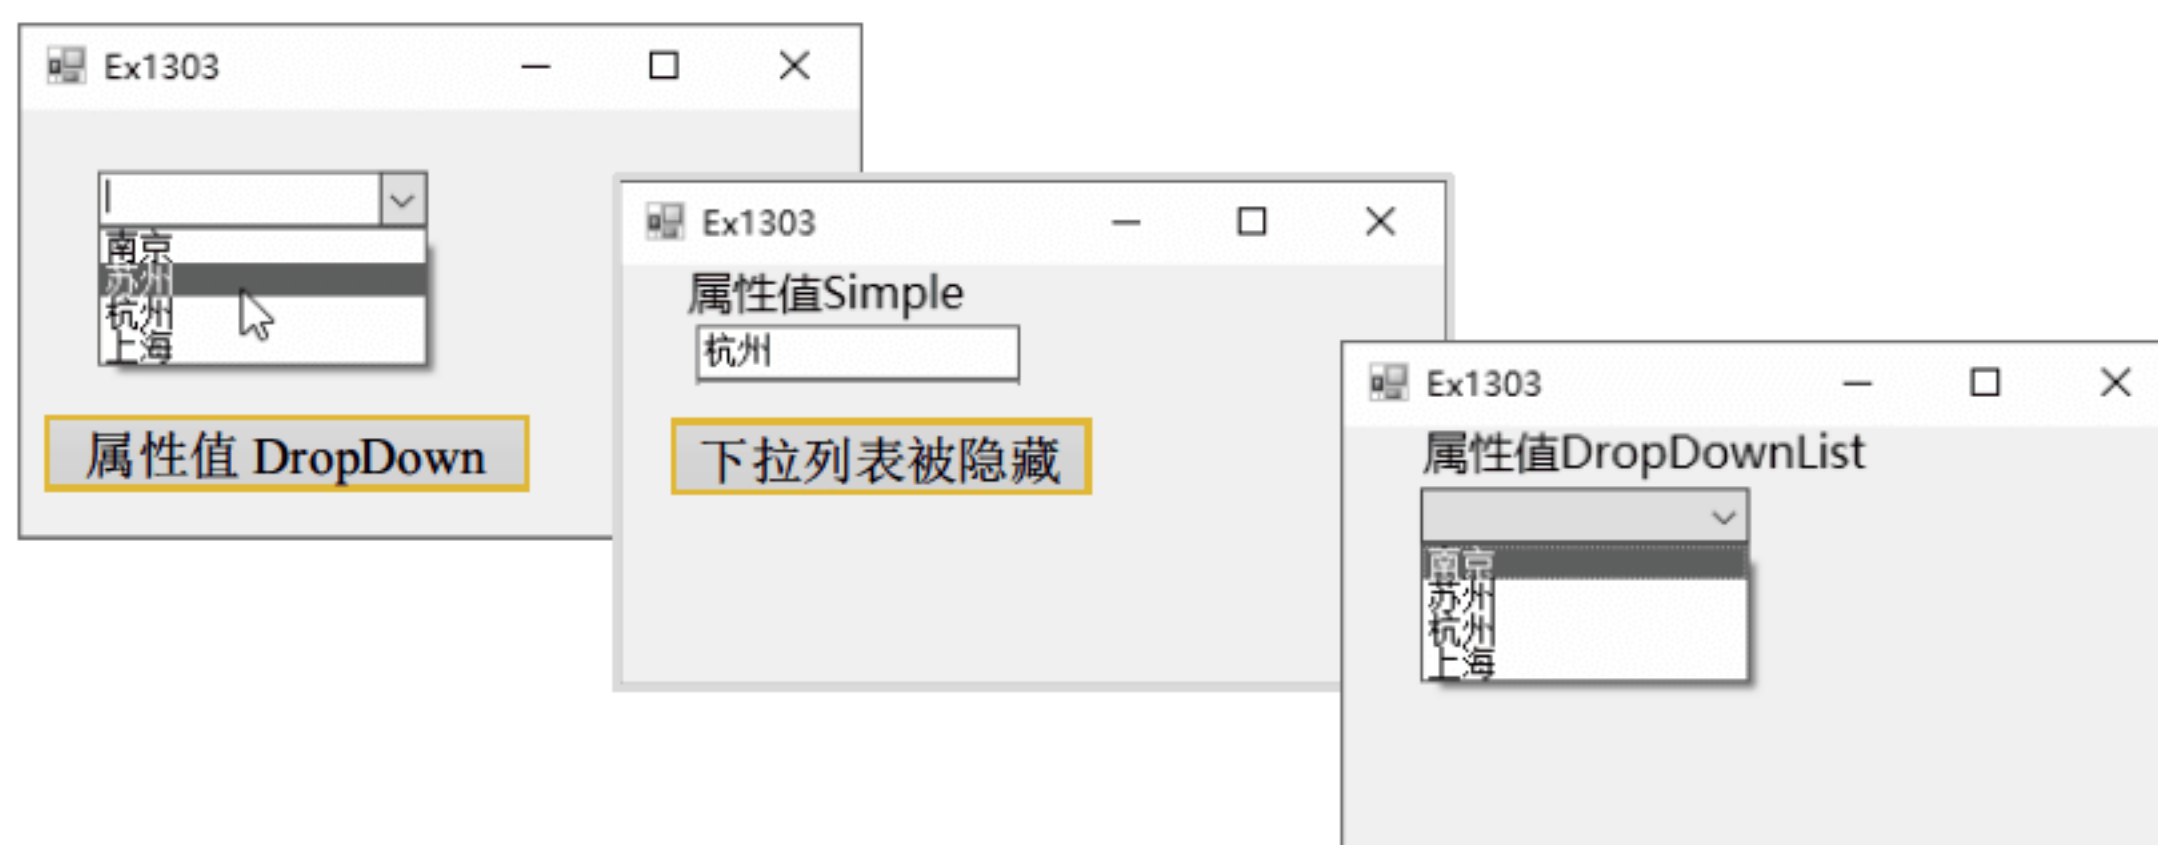 Ex1303
南京
苏州
杭州
上海
属性值 DropDown
Ex1303
属性值Simple
杭州
下拉列表被隐藏
Ex1303
属性值DropDownList
南京
苏州
杭州
上海